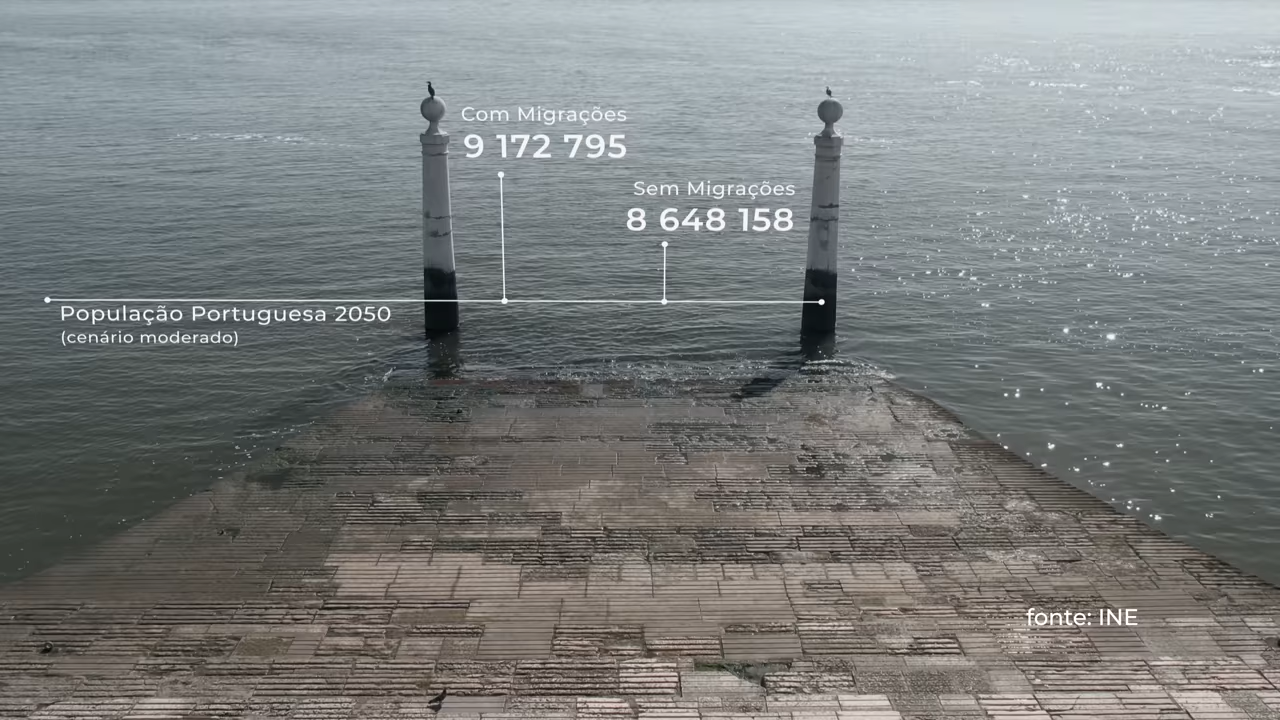 Com Migrações
9 172 795
Sem Migrações
8 648 158
População Portuguesa 2050
(cenário moderado)
fonte: INE